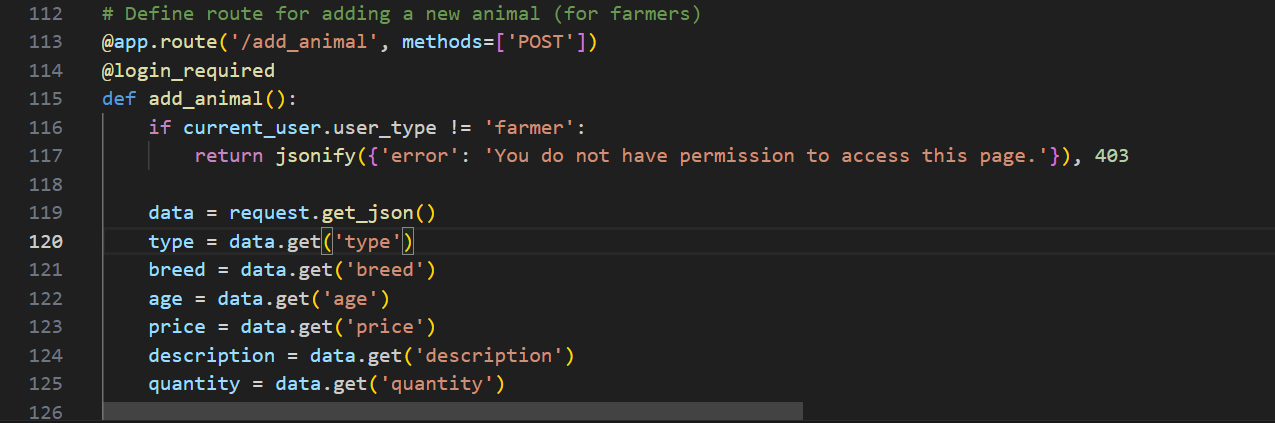 112 # Define route for adding a new animal (for farmers)
113 @app.route('/add_animal', methods=['POST'])
114 @login_required
115 def add_animal():
116     if current_user.user_type != 'farmer':
117         return jsonify({'error': 'You do not have permission to access this page.'}), 403
118
119     data = request.get_json()
120     type = data.get('type')
121     breed = data.get('breed')
122     age = data.get('age')
123     price = data.get('price')
124     description = data.get('description')
125     quantity = data.get('quantity')
126